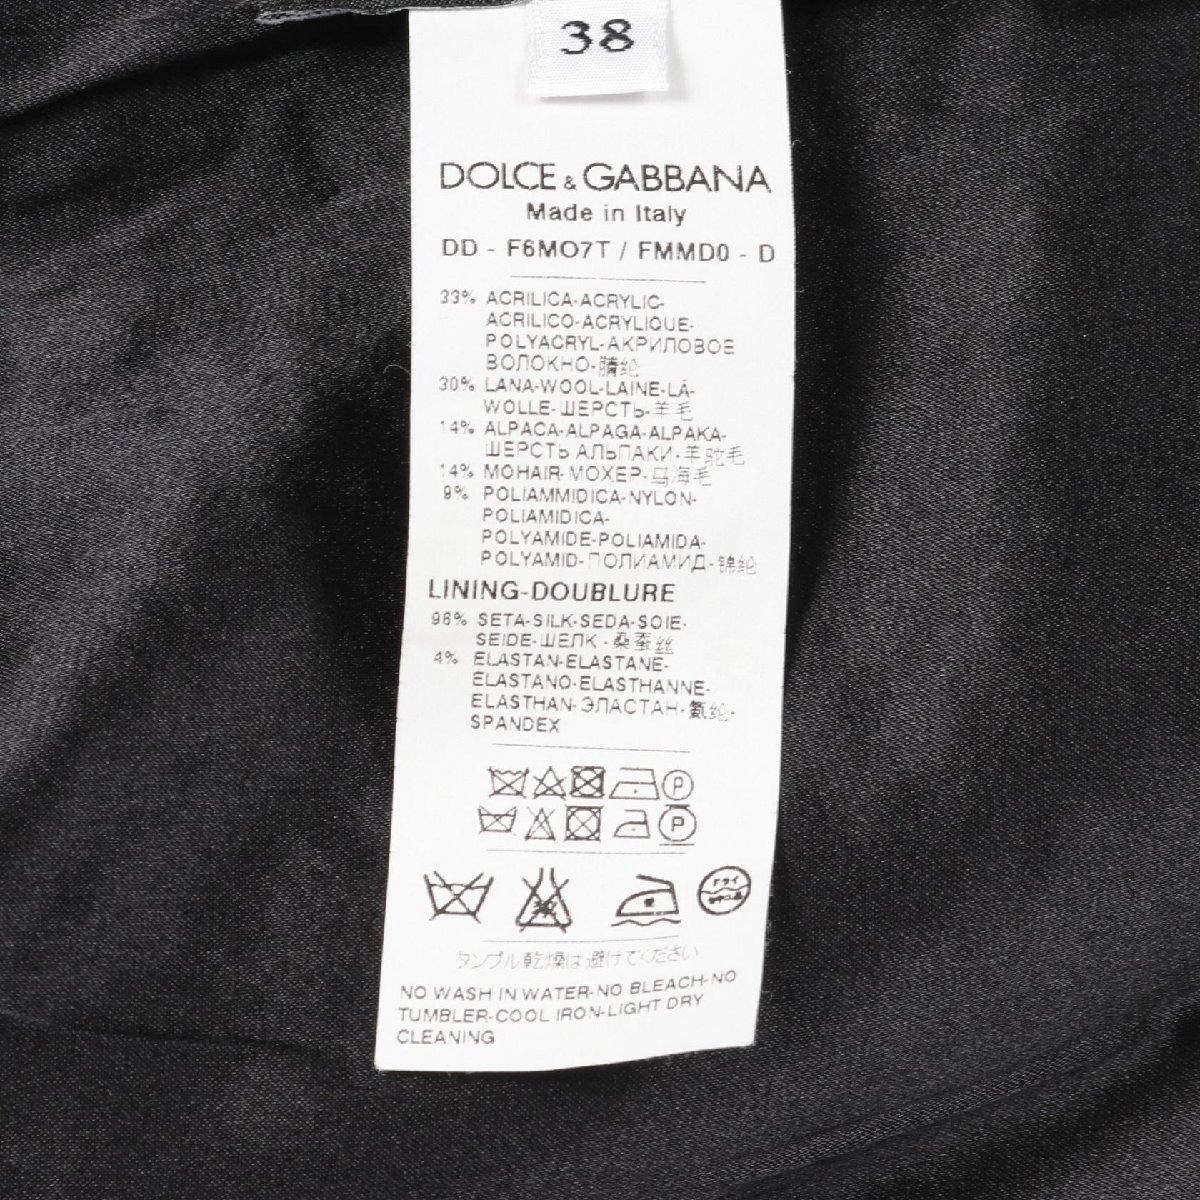 38
DOLCE & GABBANA
Made in Italy
DD - F6MO7T / FMMD0 - D
33% ACRILICA-ACRYLIC-
ACRILICO-ACRYLIQUE-
POLYACRYL-АКРИЛОВОЕ
ВОЛОКНО-腈纶
30% LANA-WOOL-LAINE-LÃ-
WOLLE-ШЕРСТЬ-羊毛
14% ALPACA-ALPAGA-ALPAKA-
ШЕРСТЬ АЛЬПАКИ-羊驼毛
14% MOHAIR-МОХЕР-马海毛
9% POLIAMMIDICA-NYLON-
POLIAMIDICA-
POLYAMIDE-POLIAMIDA-
POLYAMID-ПОЛИАМИД-锦纶
LINING-DOUBLURE
96% SETA-SILK-SEDA-SOIE-
SEIDE-ШЕЛК-桑蚕丝
4% ELASTAN-ELASTANE-
ELASTANO-ELASTHANNE-
ELASTHAN-ЭЛАСТАН-氨纶-
SPANDEX
P
P
ドライ
タンブル乾燥は避けてください
NO WASH IN WATER-NO BLEACH-NO
TUMBLER-COOL IRON-LIGHT DRY
CLEANING